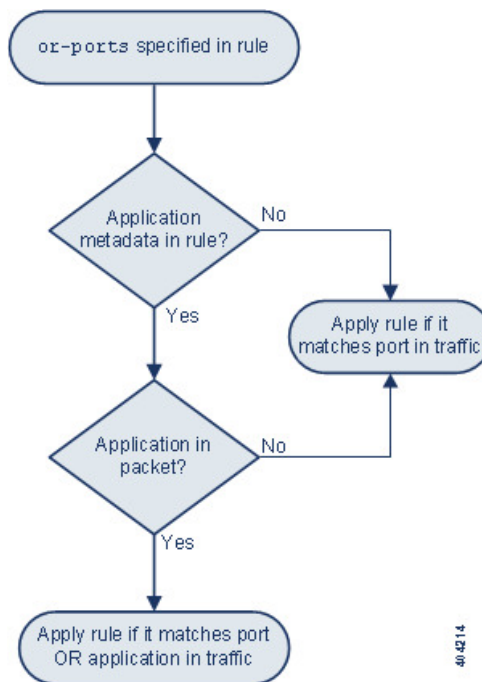 or-ports specified in rule
Application
metadata in rule?
No
Yes
Apply rule if it
matches port in traffic
Application in
packet?
No
Yes
Apply rule if it matches port
OR application in traffic
404214